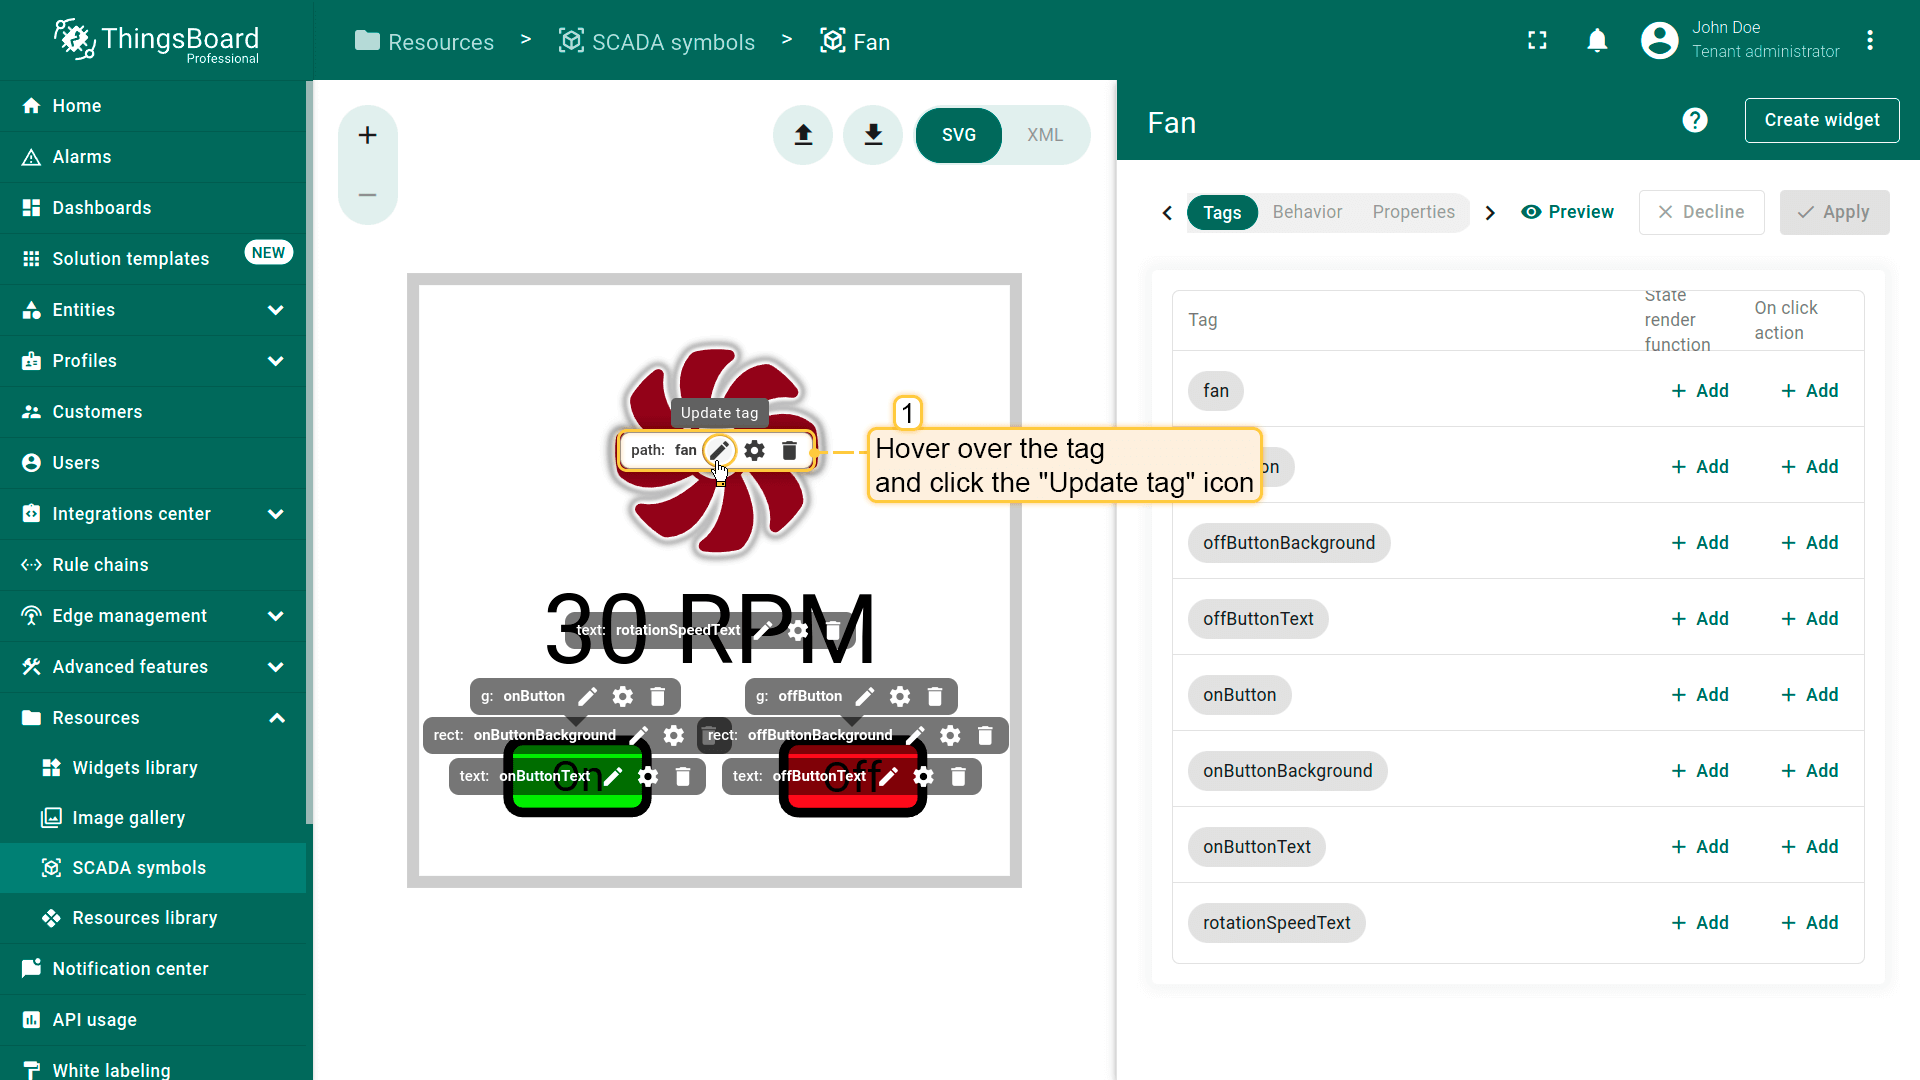 ThingsBoard
Professional
Resources > SCADA symbols > Fan
John Doe
Tenant administrator
Home
Alarms
Dashboards
Solution templates
NEW
Entities
Profiles
Customers
Users
Integrations center
Rule chains
Edge management
Advanced features
Resources
Widgets library
Image gallery
SCADA symbols
Resources library
Notification center
API usage
White labeling
+
−
SVG
XML
Update tag
path: fan
1
Hover over the tag
and click the "Update tag" icon
30 RPM
text: rotationSpeedText
g: onButton
g: offButton
rect: onButtonBackground
rect: offButtonBackground
On
text: onButtonText
Off
text: offButtonText
Fan
?
Create widget
Tags
Behavior
Properties
Preview
Decline
Apply
Tag
State
render
function
On click
action
fan
+ Add
+ Add
on
+ Add
+ Add
offButtonBackground
+ Add
+ Add
offButtonText
+ Add
+ Add
onButton
+ Add
+ Add
onButtonBackground
+ Add
+ Add
onButtonText
+ Add
+ Add
rotationSpeedText
+ Add
+ Add